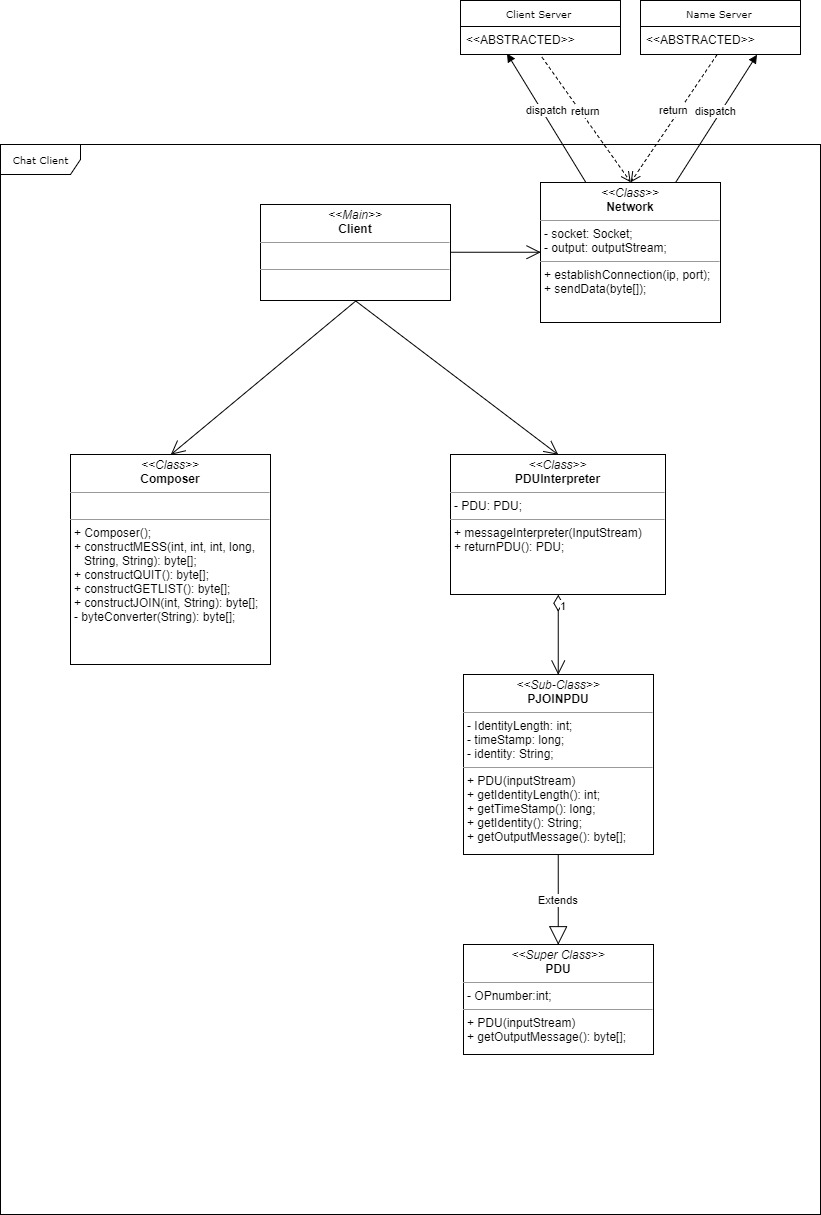 Client Server
<<ABSTRACTED>>
Name Server
<<ABSTRACTED>>
dispatch
return
return
dispatch
Chat Client
<<Class>>
Network
- socket: Socket;
- output: outputStream;
+ establishConnection(ip, port);
+ sendData(byte[]);
<<Main>>
Client
<<Class>>
Composer
+ Composer();
+ constructMESS(int, int, int, long,
String, String): byte[];
+ constructQUIT(): byte[];
+ constructGETLIST(): byte[];
+ constructJOIN(int, String): byte[];
- byteConverter(String): byte[];
<<Class>>
PDUInterpreter
- PDU: PDU;
+ messageInterpreter(InputStream)
+ returnPDU(): PDU;
1
<<Sub-Class>>
PJOINPDU
- IdentityLength: int;
- timeStamp: long;
- identity: String;
+ PDU(inputStream)
+ getIdentityLength(): int;
+ getTimeStamp(): long;
+ getIdentity(): String;
+ getOutputMessage(): byte[];
Extends
<<Super Class>>
PDU
- OPnumber:int;
+ PDU(inputStream)
+ getOutputMessage(): byte[];